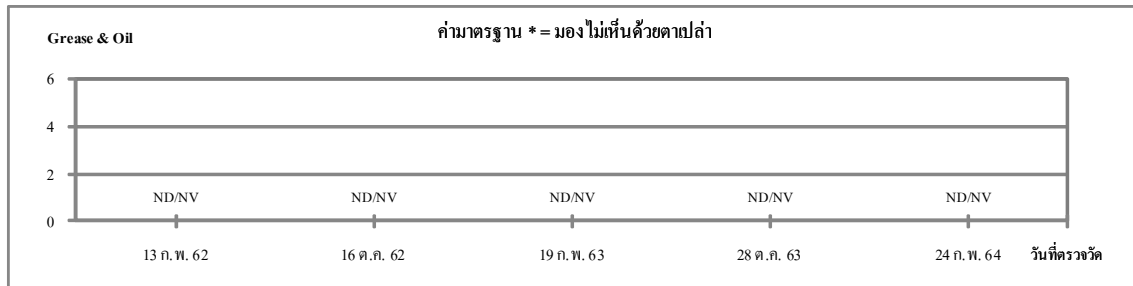 ค่ามาตรฐาน * = มองไม่เห็นด้วยตาเปล่า
Grease & Oil
6
4
2
ND/NV ND/NV ND/NV ND/NV ND/NV
0
13 ก.พ. 62 16 ต.ค. 62 19 ก.พ. 63 28 ต.ค. 63 24 ก.พ. 64 วันที่ตรวจวัด